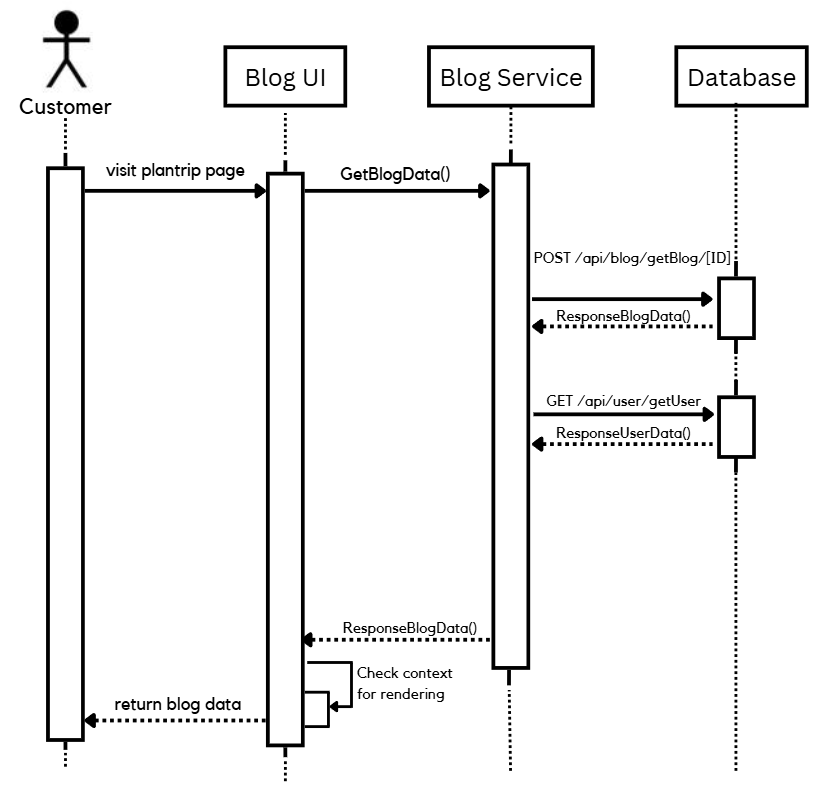 Customer
Blog UI
Blog Service
Database
visit plantrip page
GetBlogData()
POST /api/blog/getBlog/[ID]
ResponseBlogData()
GET /api/user/getUser
ResponseUserData()
ResponseBlogData()
Check context
for rendering
return blog data